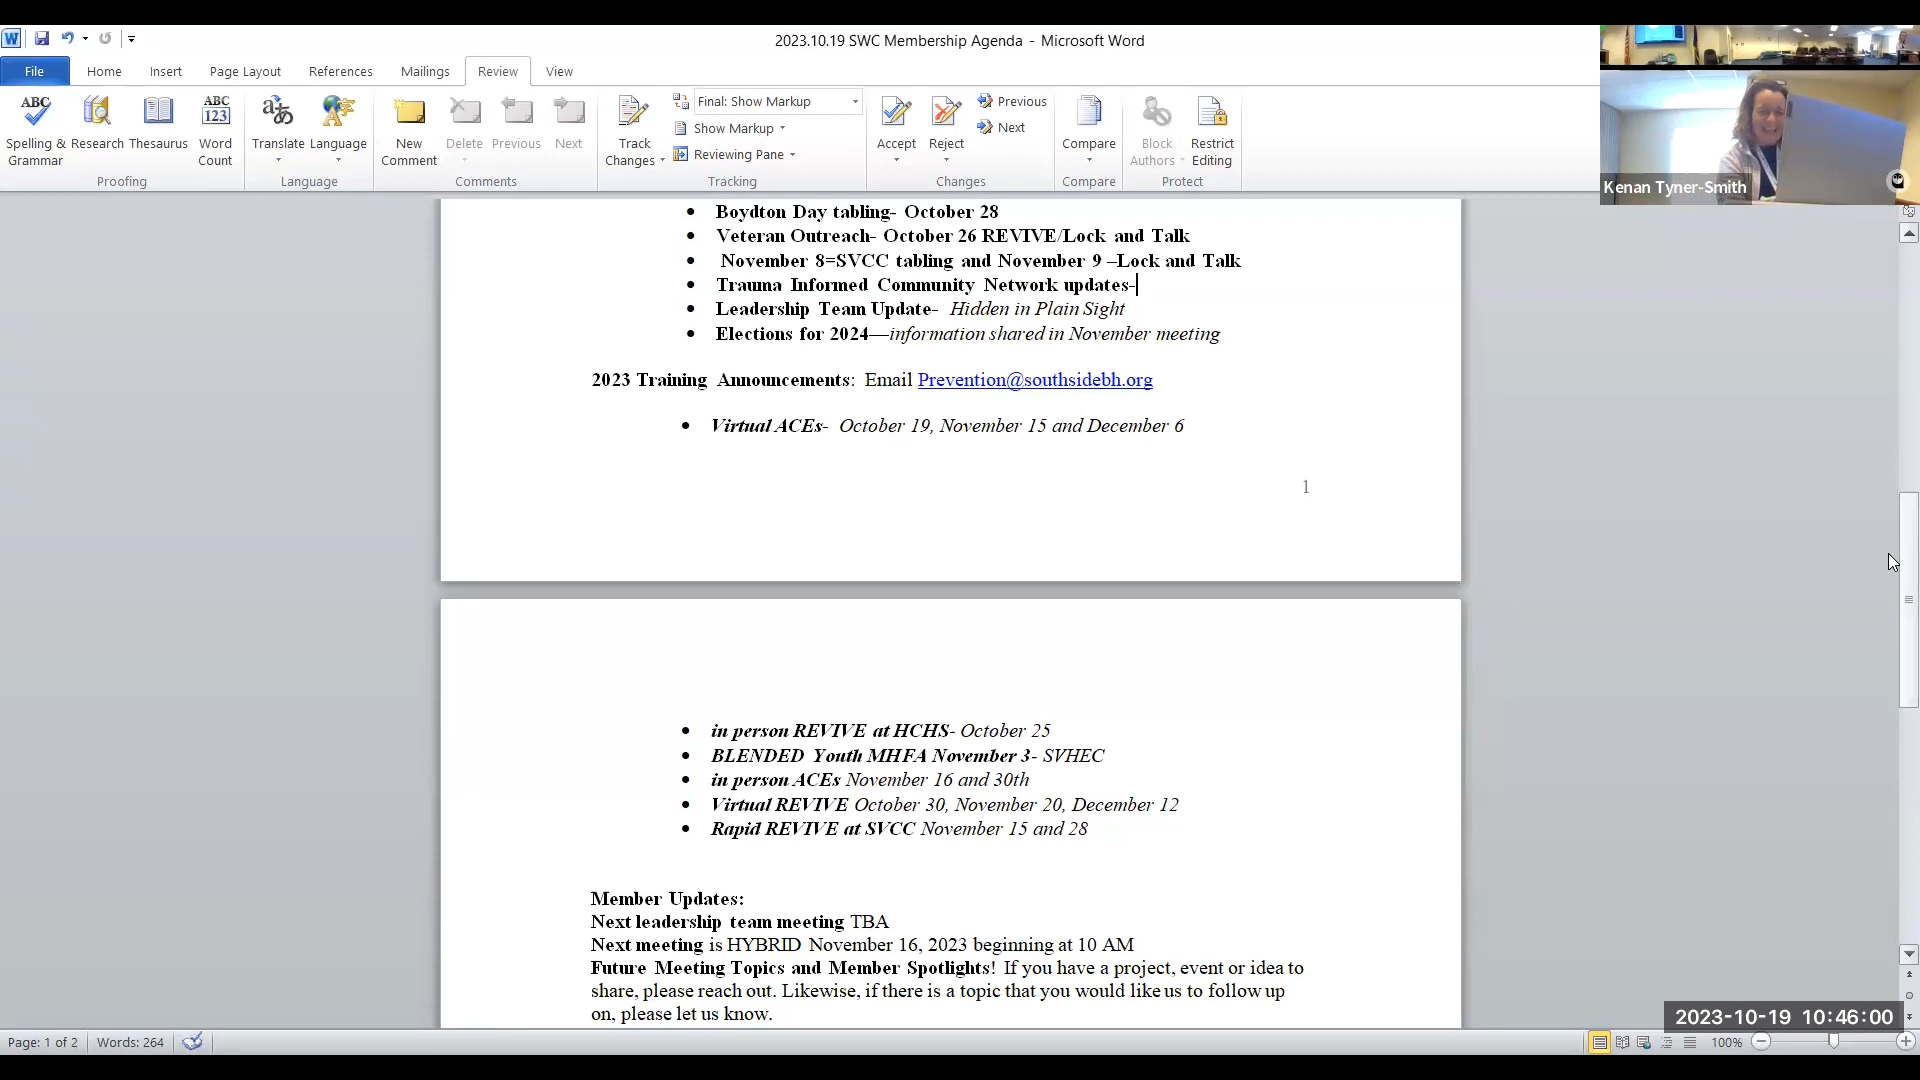 2023.10.19 SWC Membership Agenda - Microsoft Word
File Home Insert Page Layout References Mailings Review View
Spelling & Grammar
Research
Thesaurus
Word Count
Proofing
Translate
Language
Language
New Comment
Delete
Previous
Next
Comments
Track Changes
Final: Show Markup
Show Markup
Reviewing Pane
Tracking
Accept
Reject
Previous
Next
Changes
Compare
Compare
Block Authors
Restrict Editing
Protect
Kenan Tyner-Smith
• Boydton Day tabling- October 28
• Veteran Outreach- October 26 REVIVE/Lock and Talk
• November 8=SVCC tabling and November 9 –Lock and Talk
• Trauma Informed Community Network updates-
• Leadership Team Update- Hidden in Plain Sight
• Elections for 2024—information shared in November meeting
2023 Training Announcements: Email Prevention@southsidebh.org
• Virtual ACEs- October 19, November 15 and December 6
1
• in person REVIVE at HCHS- October 25
• BLENDED Youth MHFA November 3- SVHEC
• in person ACEs November 16 and 30th
• Virtual REVIVE October 30, November 20, December 12
• Rapid REVIVE at SVCC November 15 and 28
Member Updates:
Next leadership team meeting TBA
Next meeting is HYBRID November 16, 2023 beginning at 10 AM
Future Meeting Topics and Member Spotlights! If you have a project, event or idea to
share, please reach out. Likewise, if there is a topic that you would like us to follow up
on, please let us know.
2023-10-19 10:46:00
Page: 1 of 2 Words: 264 100%